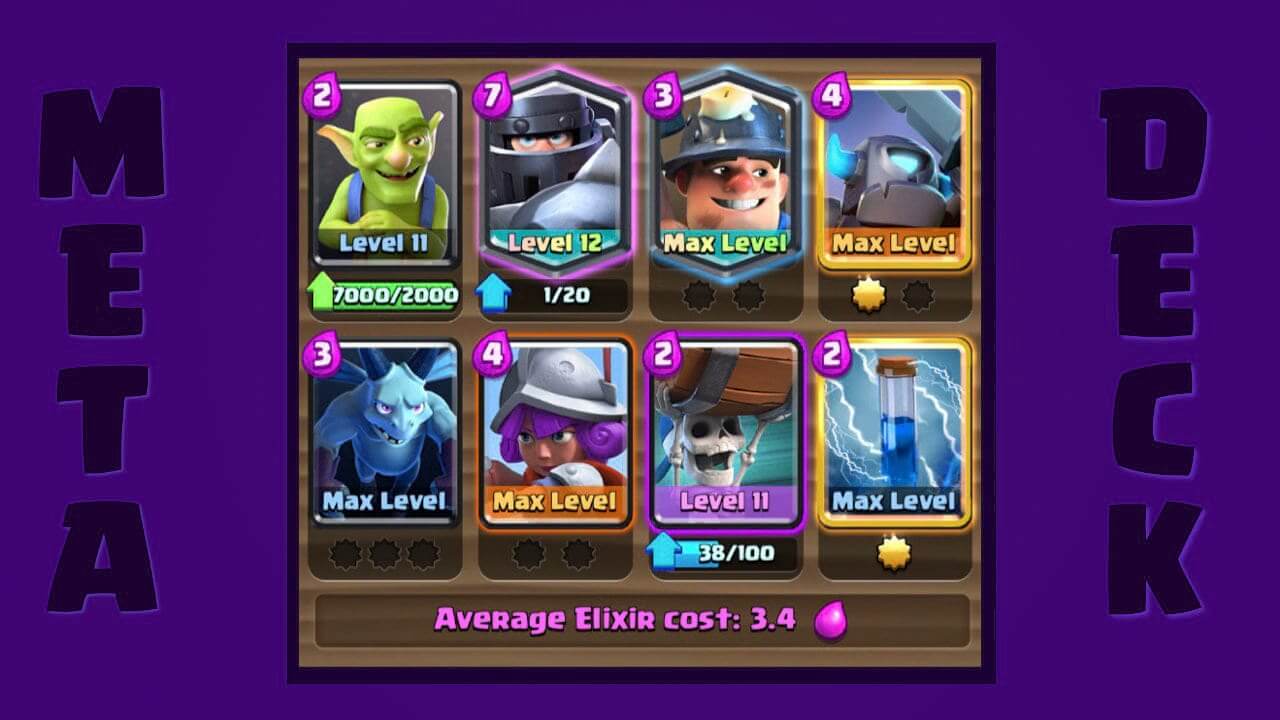 META
DECK
2
7
3
4
Level 11
Level 12
Max Level
Max Level
7000/2000
1/20
3
4
2
2
Max Level
Max Level
Level 11
Max Level
38/100
Average Elixir cost: 3.4